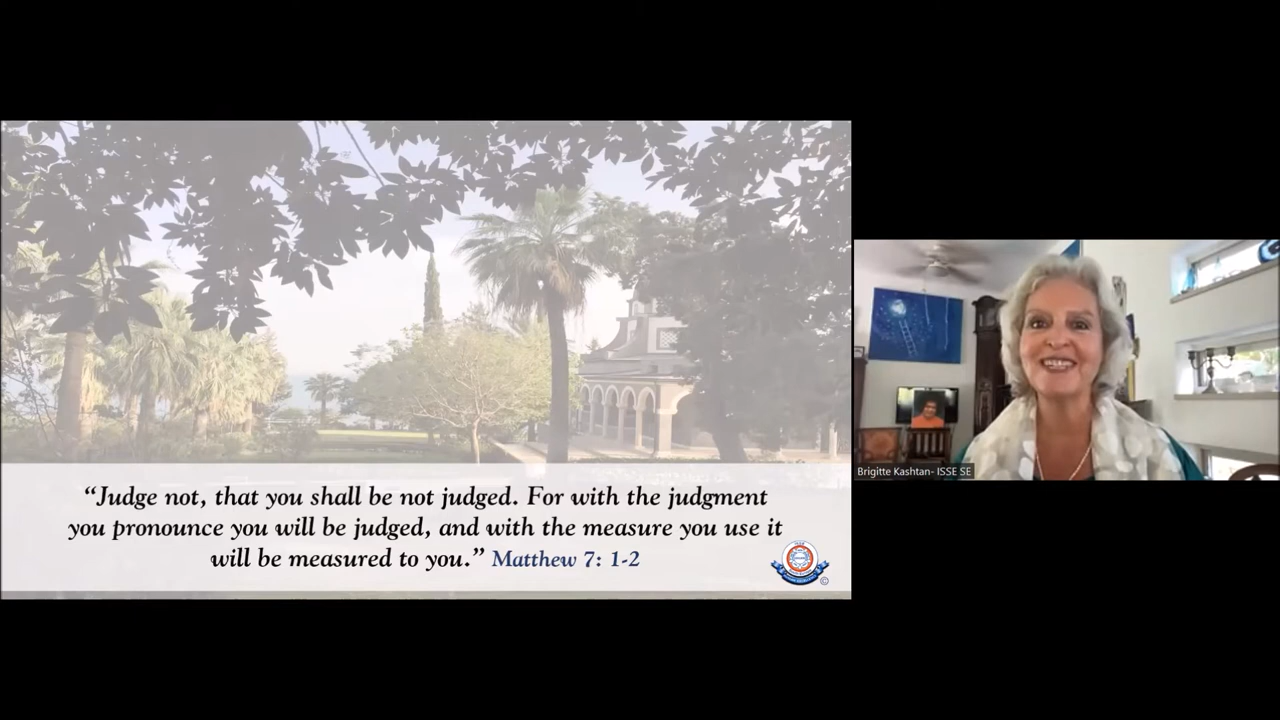 “Judge not, that you shall be not judged. For with the judgment
you pronounce you will be judged, and with the measure you use it
will be measured to you.” Matthew 7: 1-2
©
Brigitte Kashtan- ISSE SE